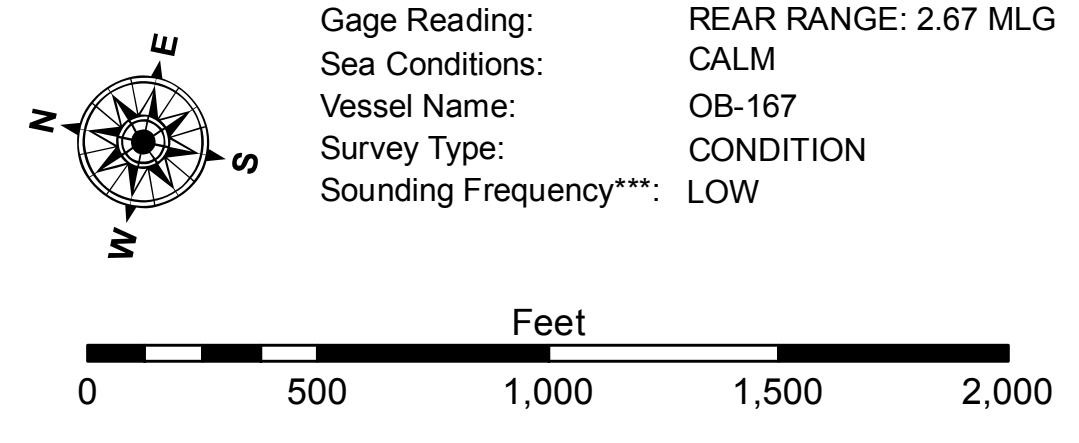 Gage Reading: REAR RANGE: 2.67 MLG
Sea Conditions: CALM
Vessel Name: OB-167
Survey Type: CONDITION
Sounding Frequency***: LOW
E
N
S
W
Feet
0 500 1,000 1,500 2,000